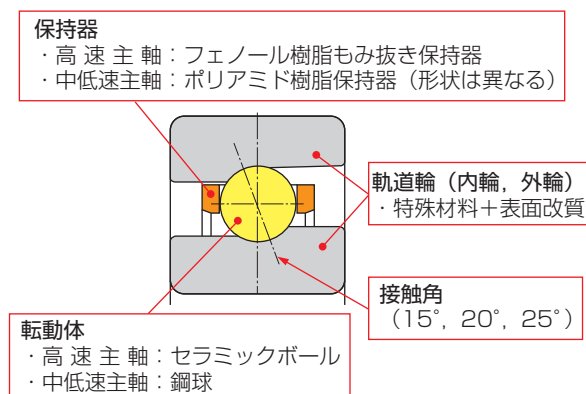 保持器
・高 速 主 軸：フェノール樹脂もみ抜き保持器
・中低速主軸：ポリアミド樹脂保持器（形状は異なる）
軌道輪（内輪，外輪）
・特殊材料＋表面改質
接触角
（15°，20°，25°）
転動体
・高 速 主 軸：セラミックボール
・中低速主軸：鋼球